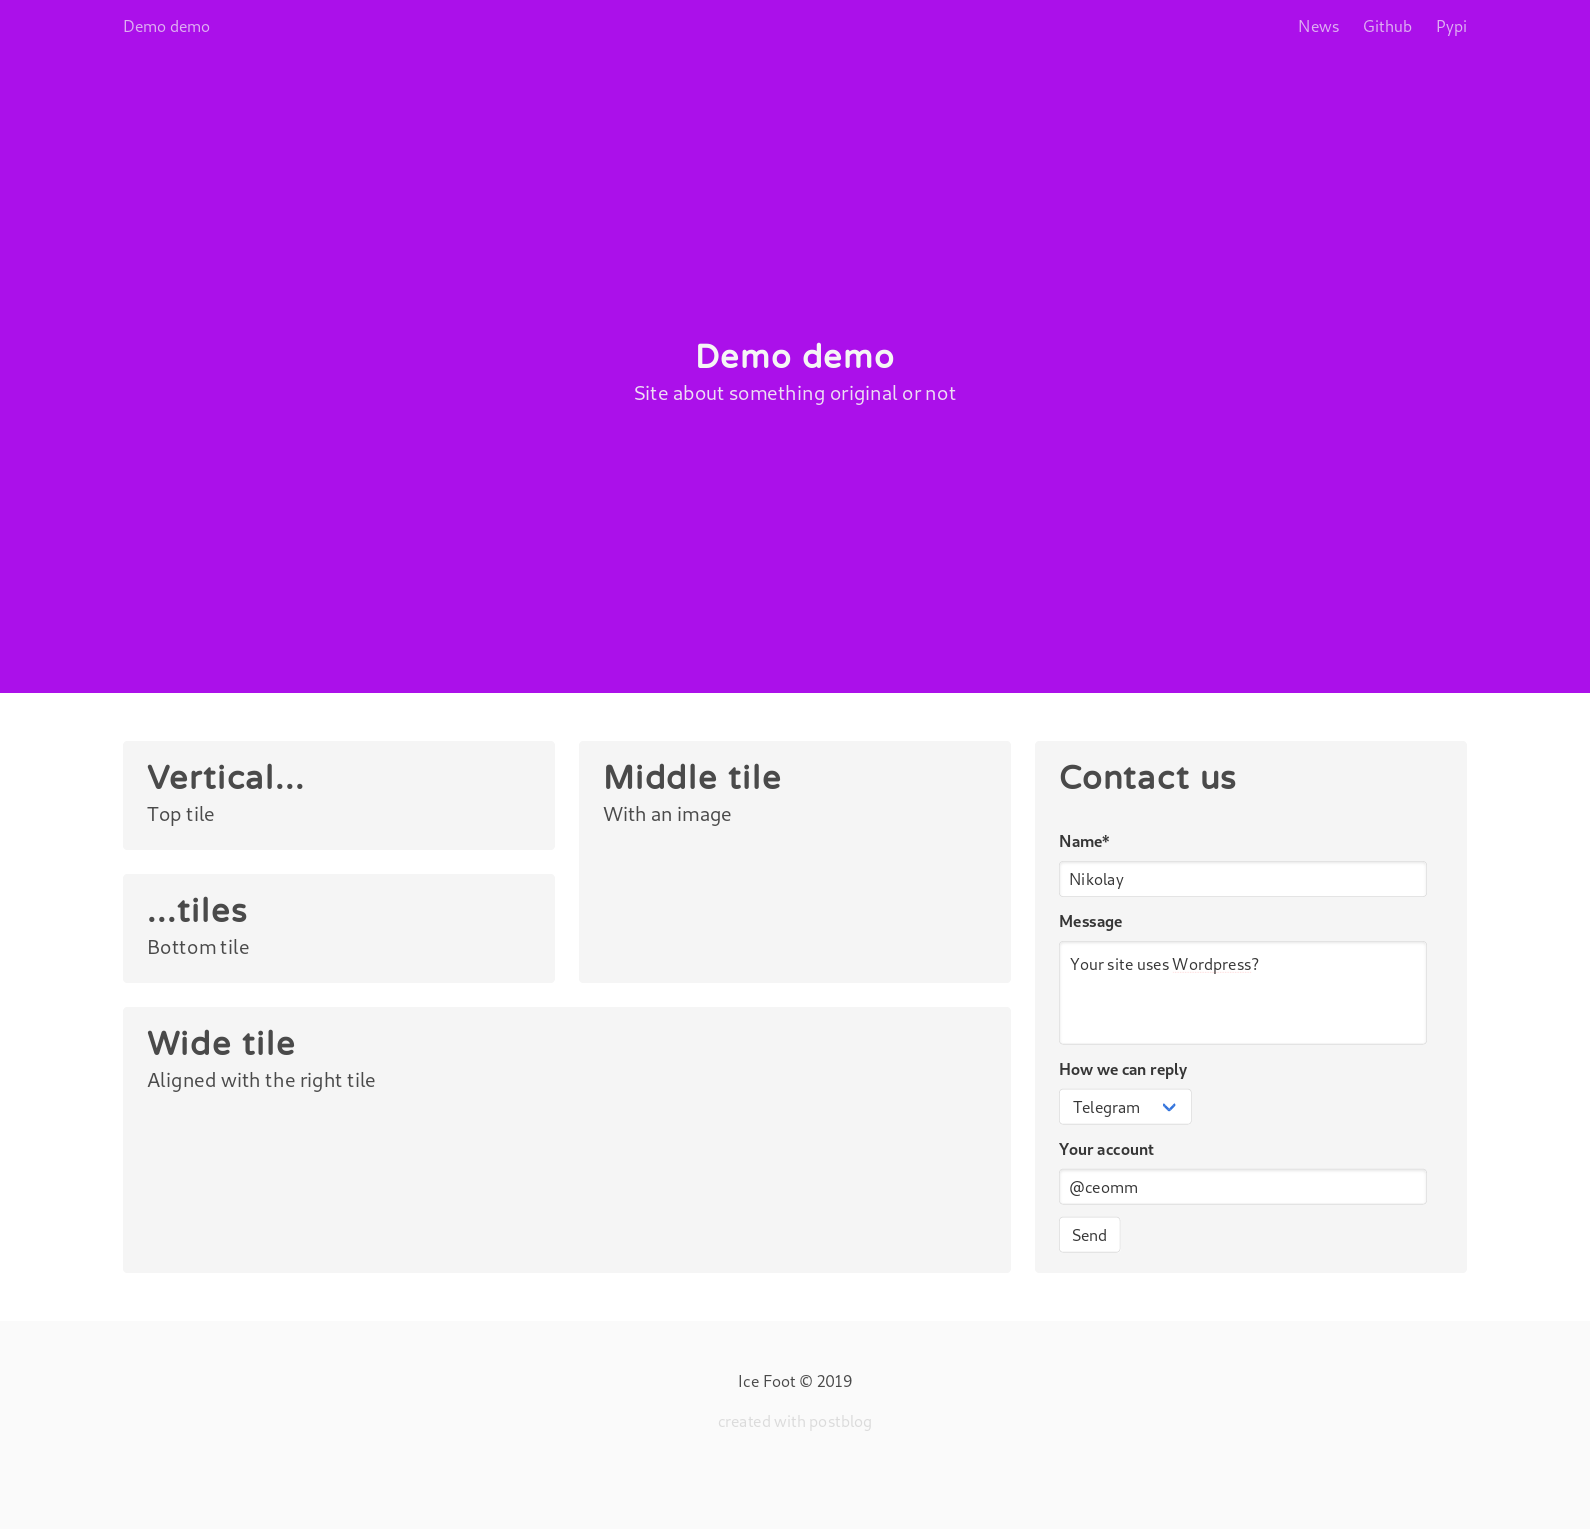 Demo demo
News
Github
Pypi
Demo demo
Site about something original or not
Vertical...
Top tile
...tiles
Bottom tile
Middle tile
With an image
Wide tile
Aligned with the right tile
Contact us
Name*
Nikolay
Message
Your site uses Wordpress?
How we can reply
Telegram
Your account
@ceomm
Send
Ice Foot © 2019
created with postblog